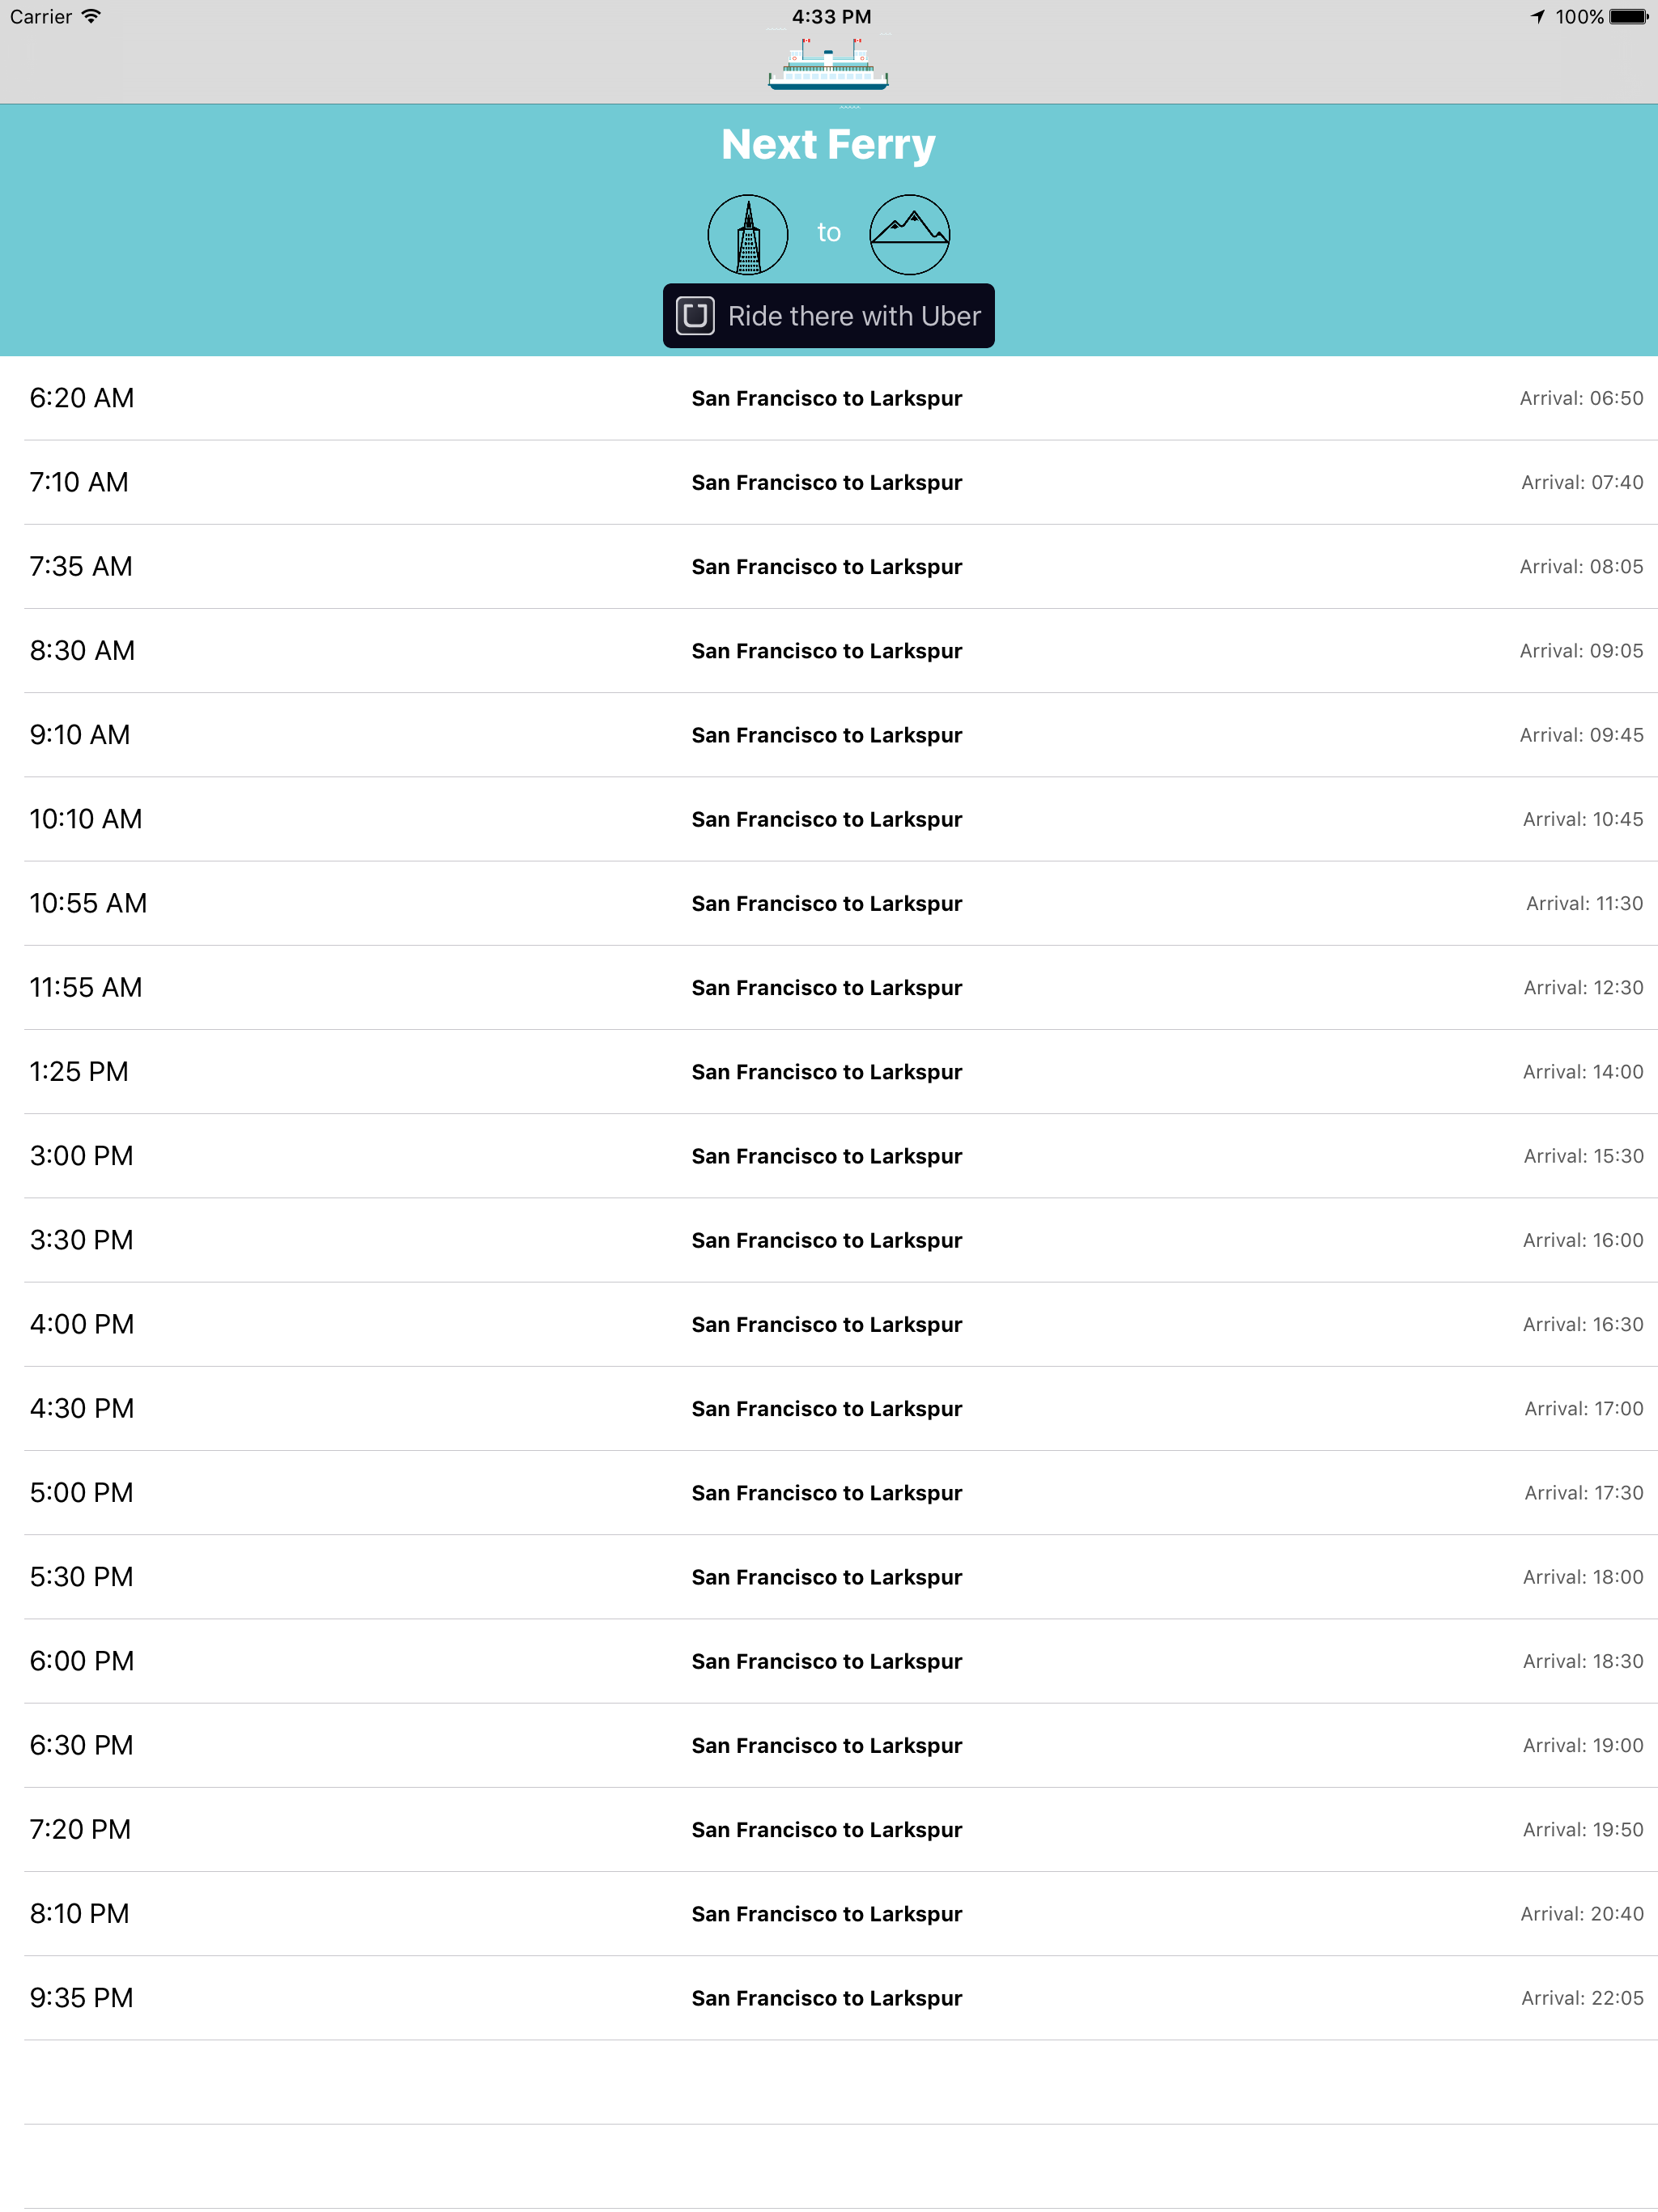 Carrier 4:33 PM 100%
Next Ferry
to
Ride there with Uber
6:20 AM San Francisco to Larkspur Arrival: 06:50
7:10 AM San Francisco to Larkspur Arrival: 07:40
7:35 AM San Francisco to Larkspur Arrival: 08:05
8:30 AM San Francisco to Larkspur Arrival: 09:05
9:10 AM San Francisco to Larkspur Arrival: 09:45
10:10 AM San Francisco to Larkspur Arrival: 10:45
10:55 AM San Francisco to Larkspur Arrival: 11:30
11:55 AM San Francisco to Larkspur Arrival: 12:30
1:25 PM San Francisco to Larkspur Arrival: 14:00
3:00 PM San Francisco to Larkspur Arrival: 15:30
3:30 PM San Francisco to Larkspur Arrival: 16:00
4:00 PM San Francisco to Larkspur Arrival: 16:30
4:30 PM San Francisco to Larkspur Arrival: 17:00
5:00 PM San Francisco to Larkspur Arrival: 17:30
5:30 PM San Francisco to Larkspur Arrival: 18:00
6:00 PM San Francisco to Larkspur Arrival: 18:30
6:30 PM San Francisco to Larkspur Arrival: 19:00
7:20 PM San Francisco to Larkspur Arrival: 19:50
8:10 PM San Francisco to Larkspur Arrival: 20:40
9:35 PM San Francisco to Larkspur Arrival: 22:05